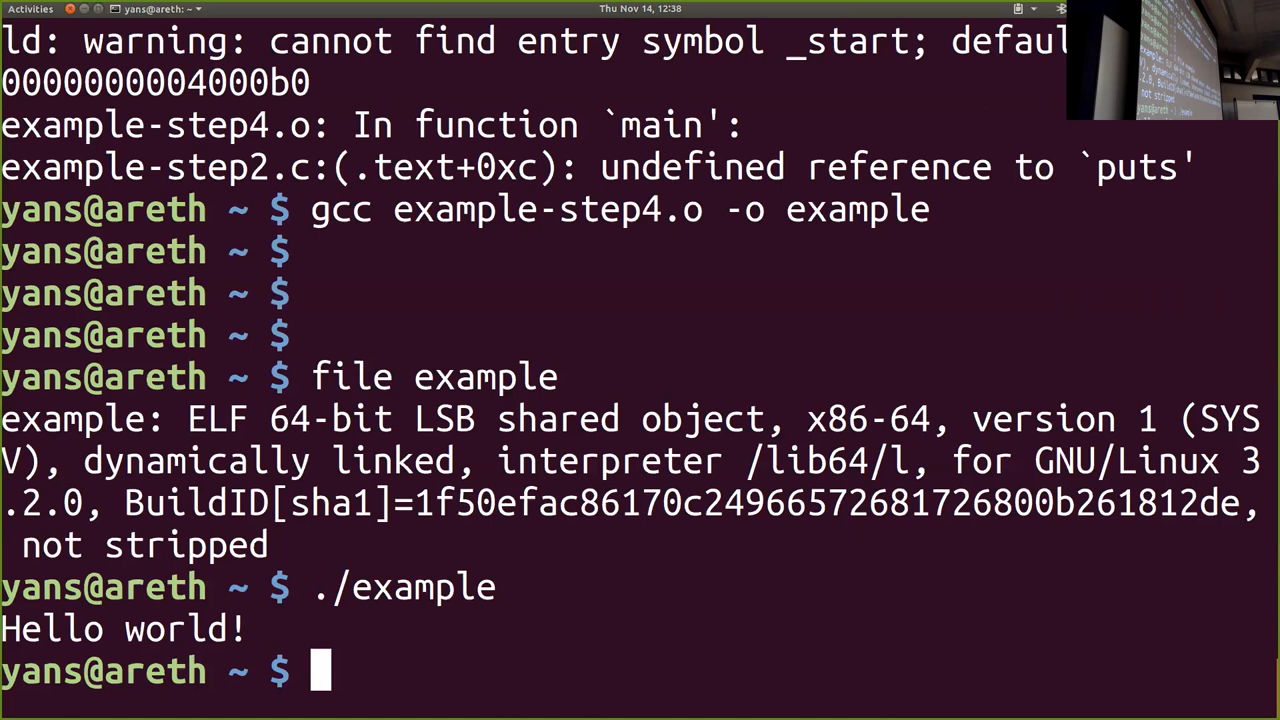 Activities yans@areth: ~ Thu Nov 14, 12:38
ld: warning: cannot find entry symbol _start; defaul
0000000004000b0
example-step4.o: In function `main':
example-step2.c:(.text+0xc): undefined reference to `puts'
yans@areth ~ $ gcc example-step4.o -o example
yans@areth ~ $
yans@areth ~ $
yans@areth ~ $
yans@areth ~ $ file example
example: ELF 64-bit LSB shared object, x86-64, version 1 (SYS
V), dynamically linked, interpreter /lib64/l, for GNU/Linux 3
.2.0, BuildID[sha1]=1f50efac86170c24966572681726800b261812de,
not stripped
yans@areth ~ $ ./example
Hello world!
yans@areth ~ $